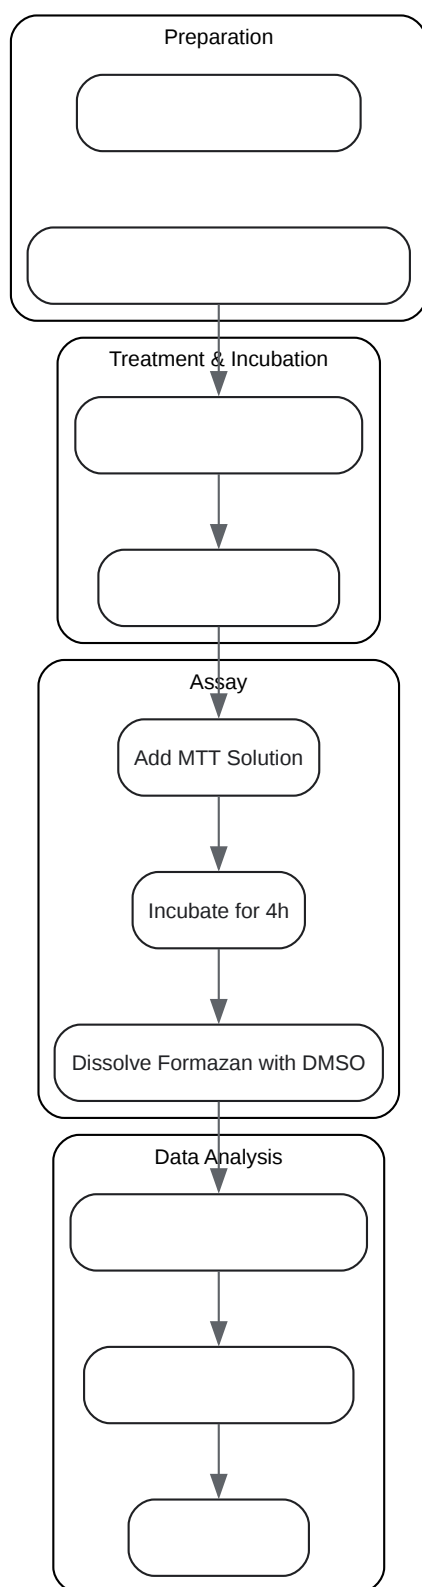 Preparation
Treatment & Incubation
Assay
Add MTT Solution
Incubate for 4h
Dissolve Formazan with DMSO
Data Analysis